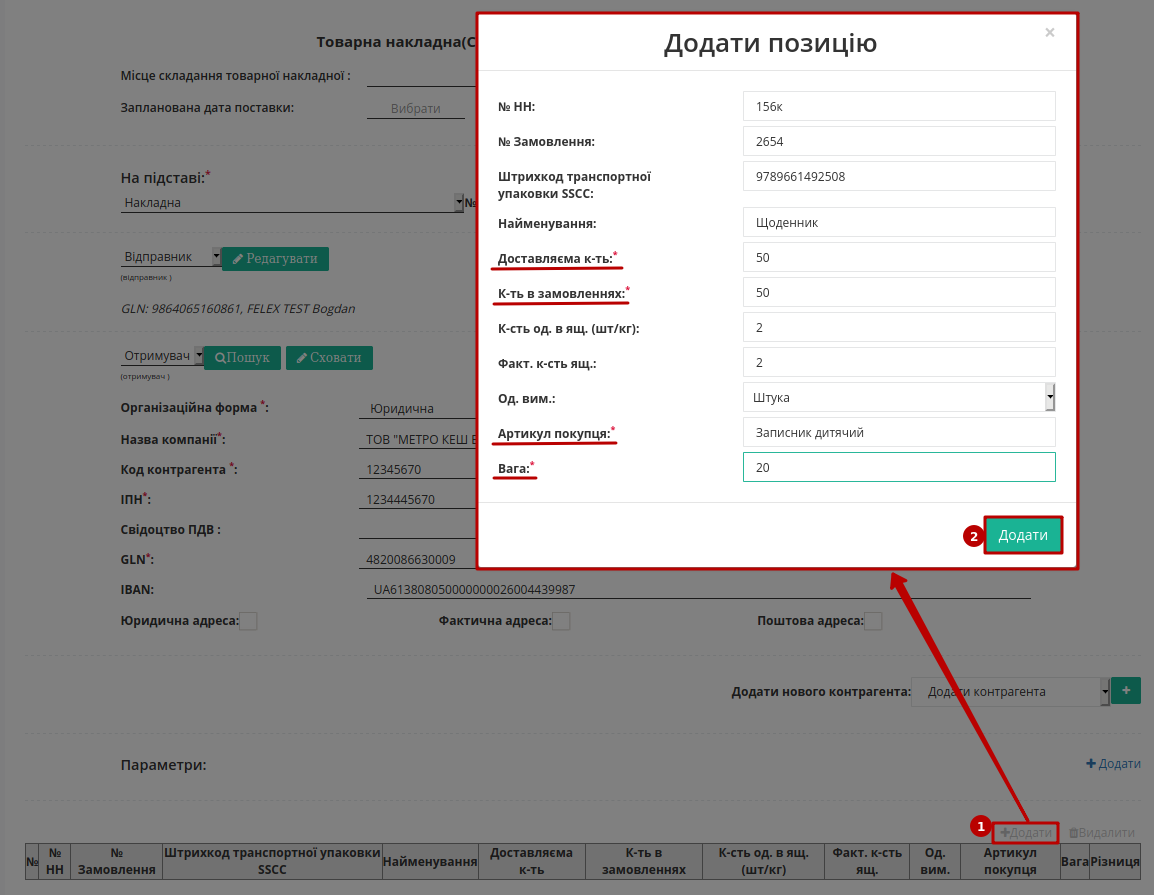 Товарна накладна(С
Місце складання товарної накладної :
Запланована дата поставки:
Вибрати
На підставі:*
Накладна
№
Відправник
Редагувати
(відправник )
GLN: 9864065160861, FELEX TEST Bogdan
Отримувач
Пошук
Сховати
(отримувач )
Організаційна форма *:
Юридична
Назва компанії*:
ТОВ "МЕТРО КЕШ
Код контрагента *:
12345670
ІПН*:
1234445670
Свідоцтво ПДВ :
GLN*:
4820086630009
IBAN:
UA613808050000000026004439987
Юридична адреса:
Фактична адреса:
Поштова адреса:
Додати нового контрагента:
Додати контрагента
+
Параметри:
+ Додати
1
+Додати
Видалити
№
№ НН
№ Замовлення
Штрихкод транспортної упаковки SSCC
Найменування
Доставляєма к-ть
К-ть в замовленнях
К-сть од. в ящ. (шт/кг)
Факт. к-сть ящ.
Од. вим.
Артикул покупця
Вага
Різниця
Додати позицію
×
№ НН:
156к
№ Замовлення:
2654
Штрихкод транспортної
упаковки SSCC:
9789661492508
Найменування:
Щоденник
Доставляєма к-ть:*
50
К-ть в замовленнях:*
50
К-сть од. в ящ. (шт/кг):
2
Факт. к-сть ящ.:
2
Од. вим.:
Штука
Артикул покупця:*
Записник дитячий
Вага:*
20
2
Додати